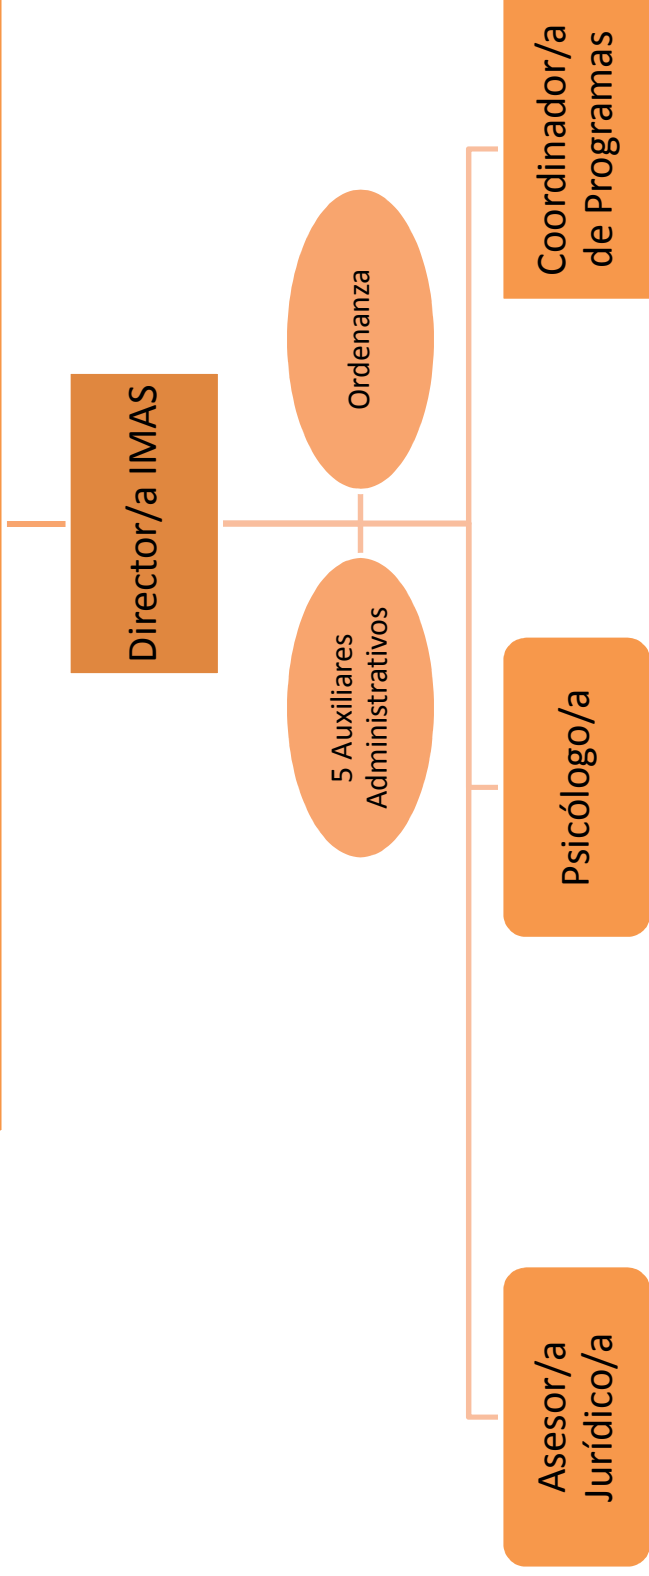 Director/a IMAS
5 Auxiliares
Administrativos
Ordenanza
Asesor/a
Jurídico/a
Psicólogo/a
Coordinador/a
de Programas